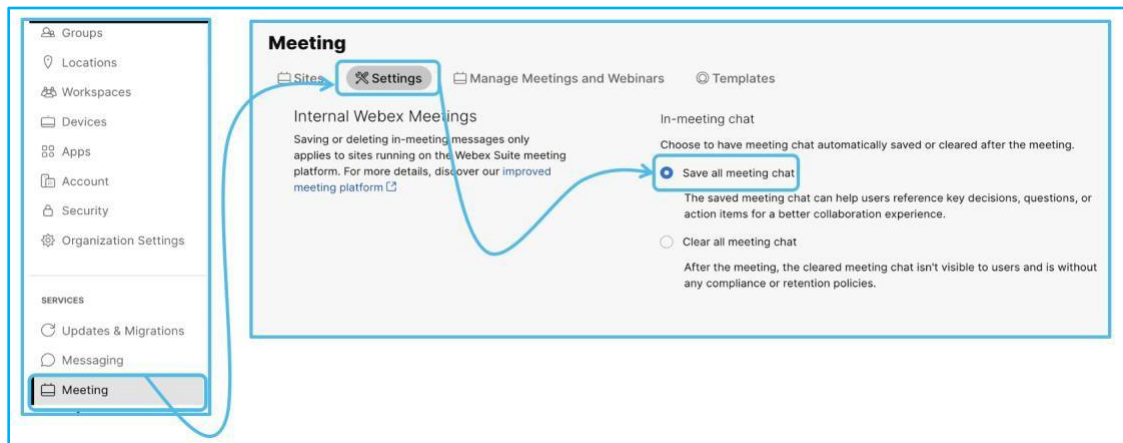 Groups
Locations
Workspaces
Devices
Apps
Account
Security
Organization Settings
SERVICES
Updates & Migrations
Messaging
Meeting
Meeting
Sites
Settings
Manage Meetings and Webinars
Templates
Internal Webex Meetings
Saving or deleting in-meeting messages only
applies to sites running on the Webex Suite meeting
platform. For more details, discover our improved
meeting platform
In-meeting chat
Choose to have meeting chat automatically saved or cleared after the meeting.
Save all meeting chat
The saved meeting chat can help users reference key decisions, questions, or
action items for a better collaboration experience.
Clear all meeting chat
After the meeting, the cleared meeting chat isn't visible to users and is without
any compliance or retention policies.